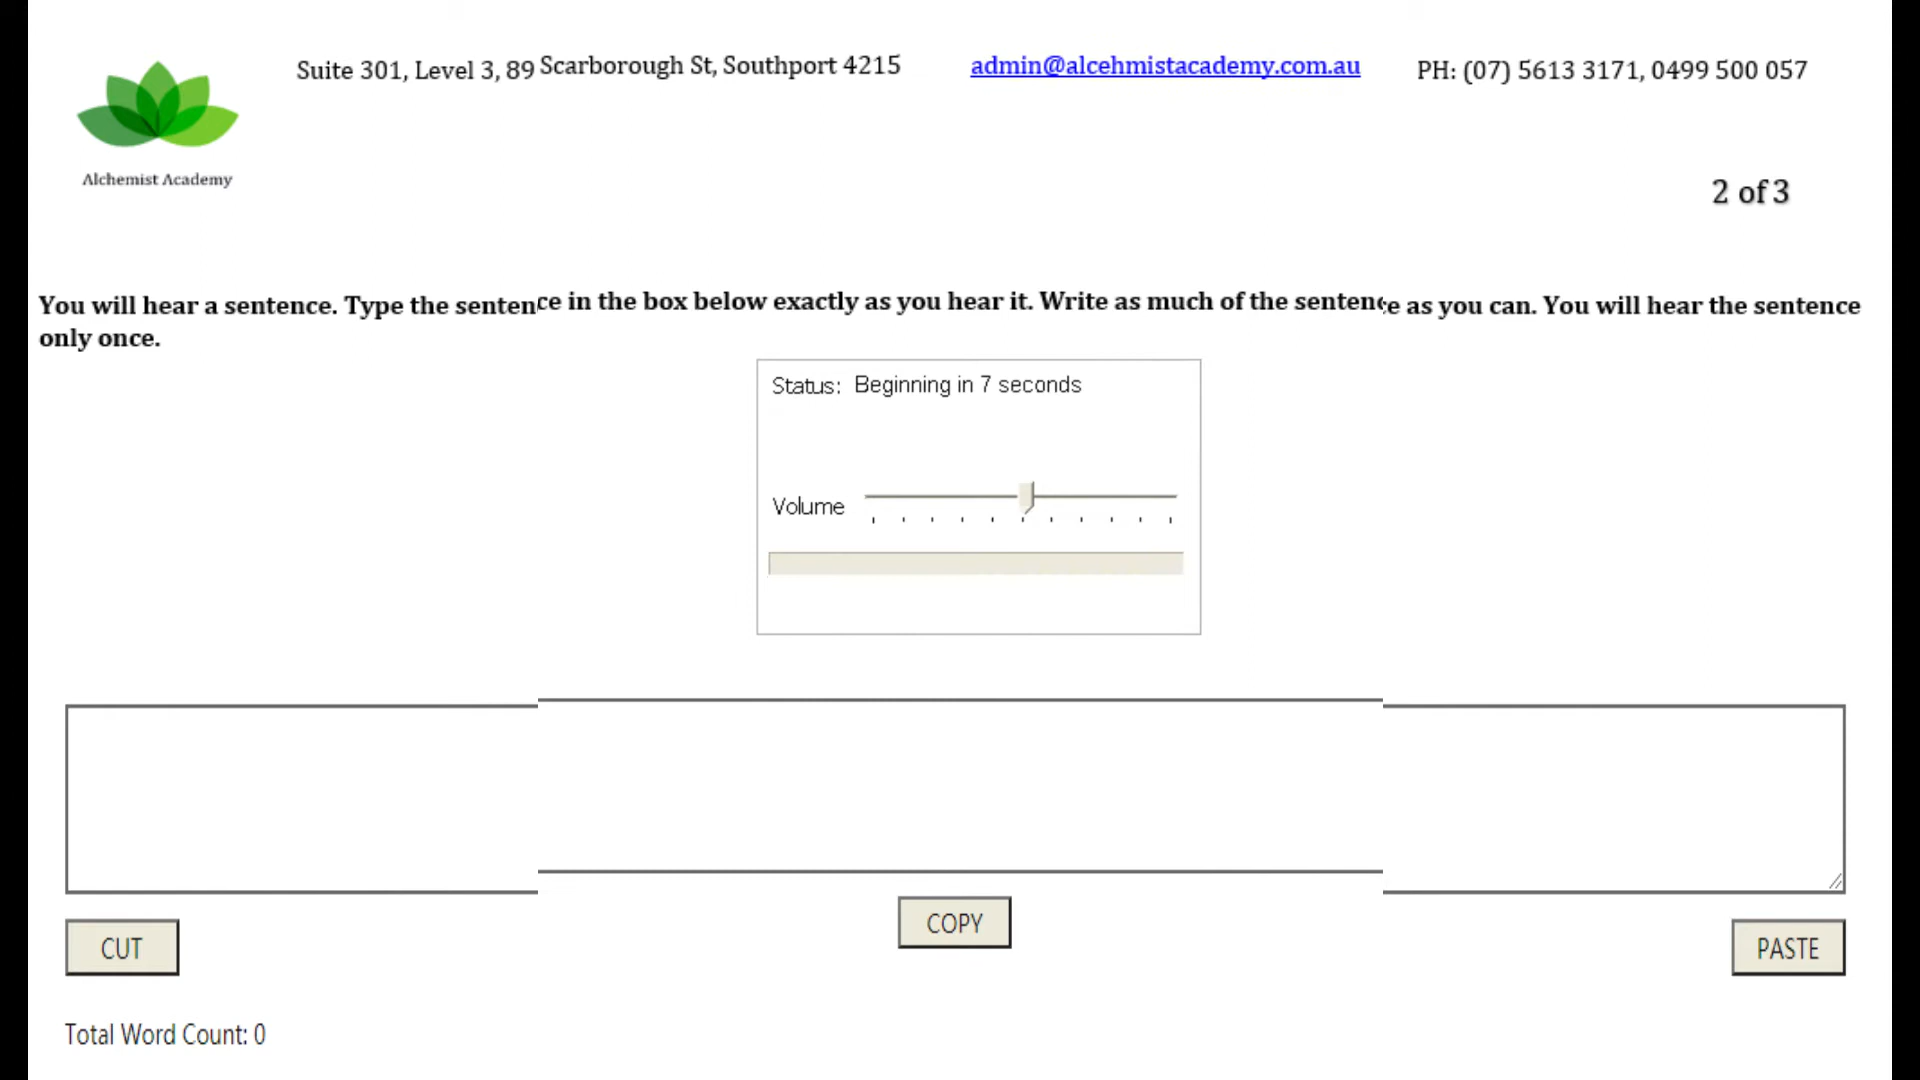 Suite 301, Level 3, 89 Scarborough St, Southport 4215 admin@alcehmistacademy.com.au PH: (07) 5613 3171, 0499 500 057
Alchemist Academy
2 of 3
You will hear a sentence. Type the sentence in the box below exactly as you hear it. Write as much of the sentence as you can. You will hear the sentence
only once.
Status: Beginning in 7 seconds
Volume
COPY
CUT
PASTE
Total Word Count: 0